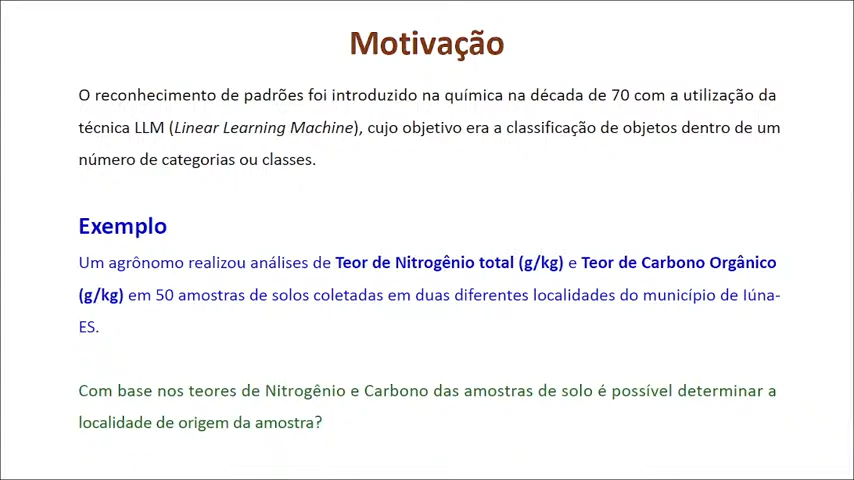 Motivação
O reconhecimento de padrões foi introduzido na química na década de 70 com a utilização da
técnica LLM (Linear Learning Machine), cujo objetivo era a classificação de objetos dentro de um
número de categorias ou classes.
Exemplo
Um agrônomo realizou análises de Teor de Nitrogênio total (g/kg) e Teor de Carbono Orgânico
(g/kg) em 50 amostras de solos coletadas em duas diferentes localidades do município de Iúna-
ES.
Com base nos teores de Nitrogênio e Carbono das amostras de solo é possível determinar a
localidade de origem da amostra?